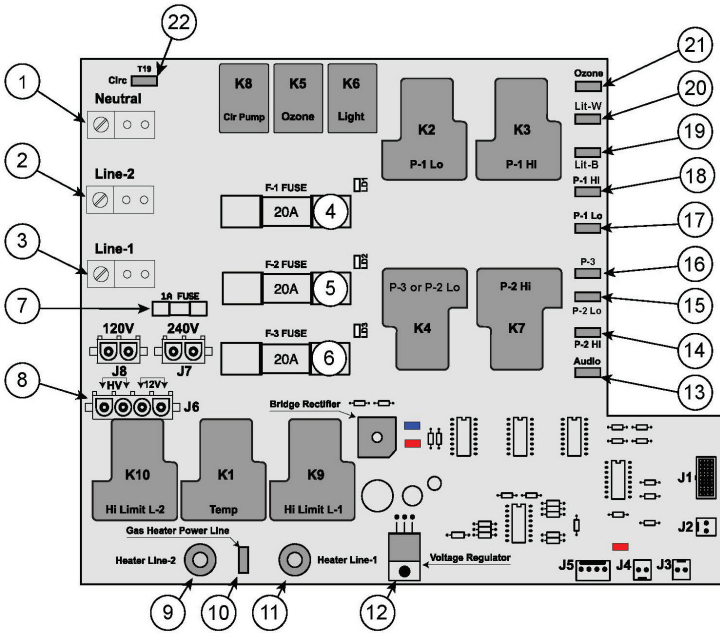 22
T19
Circ
1
Neutral
K8
Cir Pump
K5
Ozone
K6
Light
K2
P-1 Lo
K3
P-1 Hi
Ozone
21
Lit-W
20
Lit-B
19
P-1 Hi
18
P-1 Lo
17
2
Line-2
F-1 FUSE
20A
4
LD1
3
Line-1
F-2 FUSE
20A
5
LD2
P-3 or P-2 Lo
K4
P-2 Hi
K7
P-3
16
P-2 Lo
15
P-2 Hi
14
Audio
13
7
1A FUSE
120V
240V
J8
J7
F-3 FUSE
20A
6
LD3
8
HV
12V
J6
Bridge Rectifier
K10
Hi Limit L-2
K1
Temp
K9
Hi Limit L-1
Gas Heater Power Line
Heater Line-2
Heater Line-1
Voltage Regulator
J1
J2
J5
J4
J3
9
10
11
12